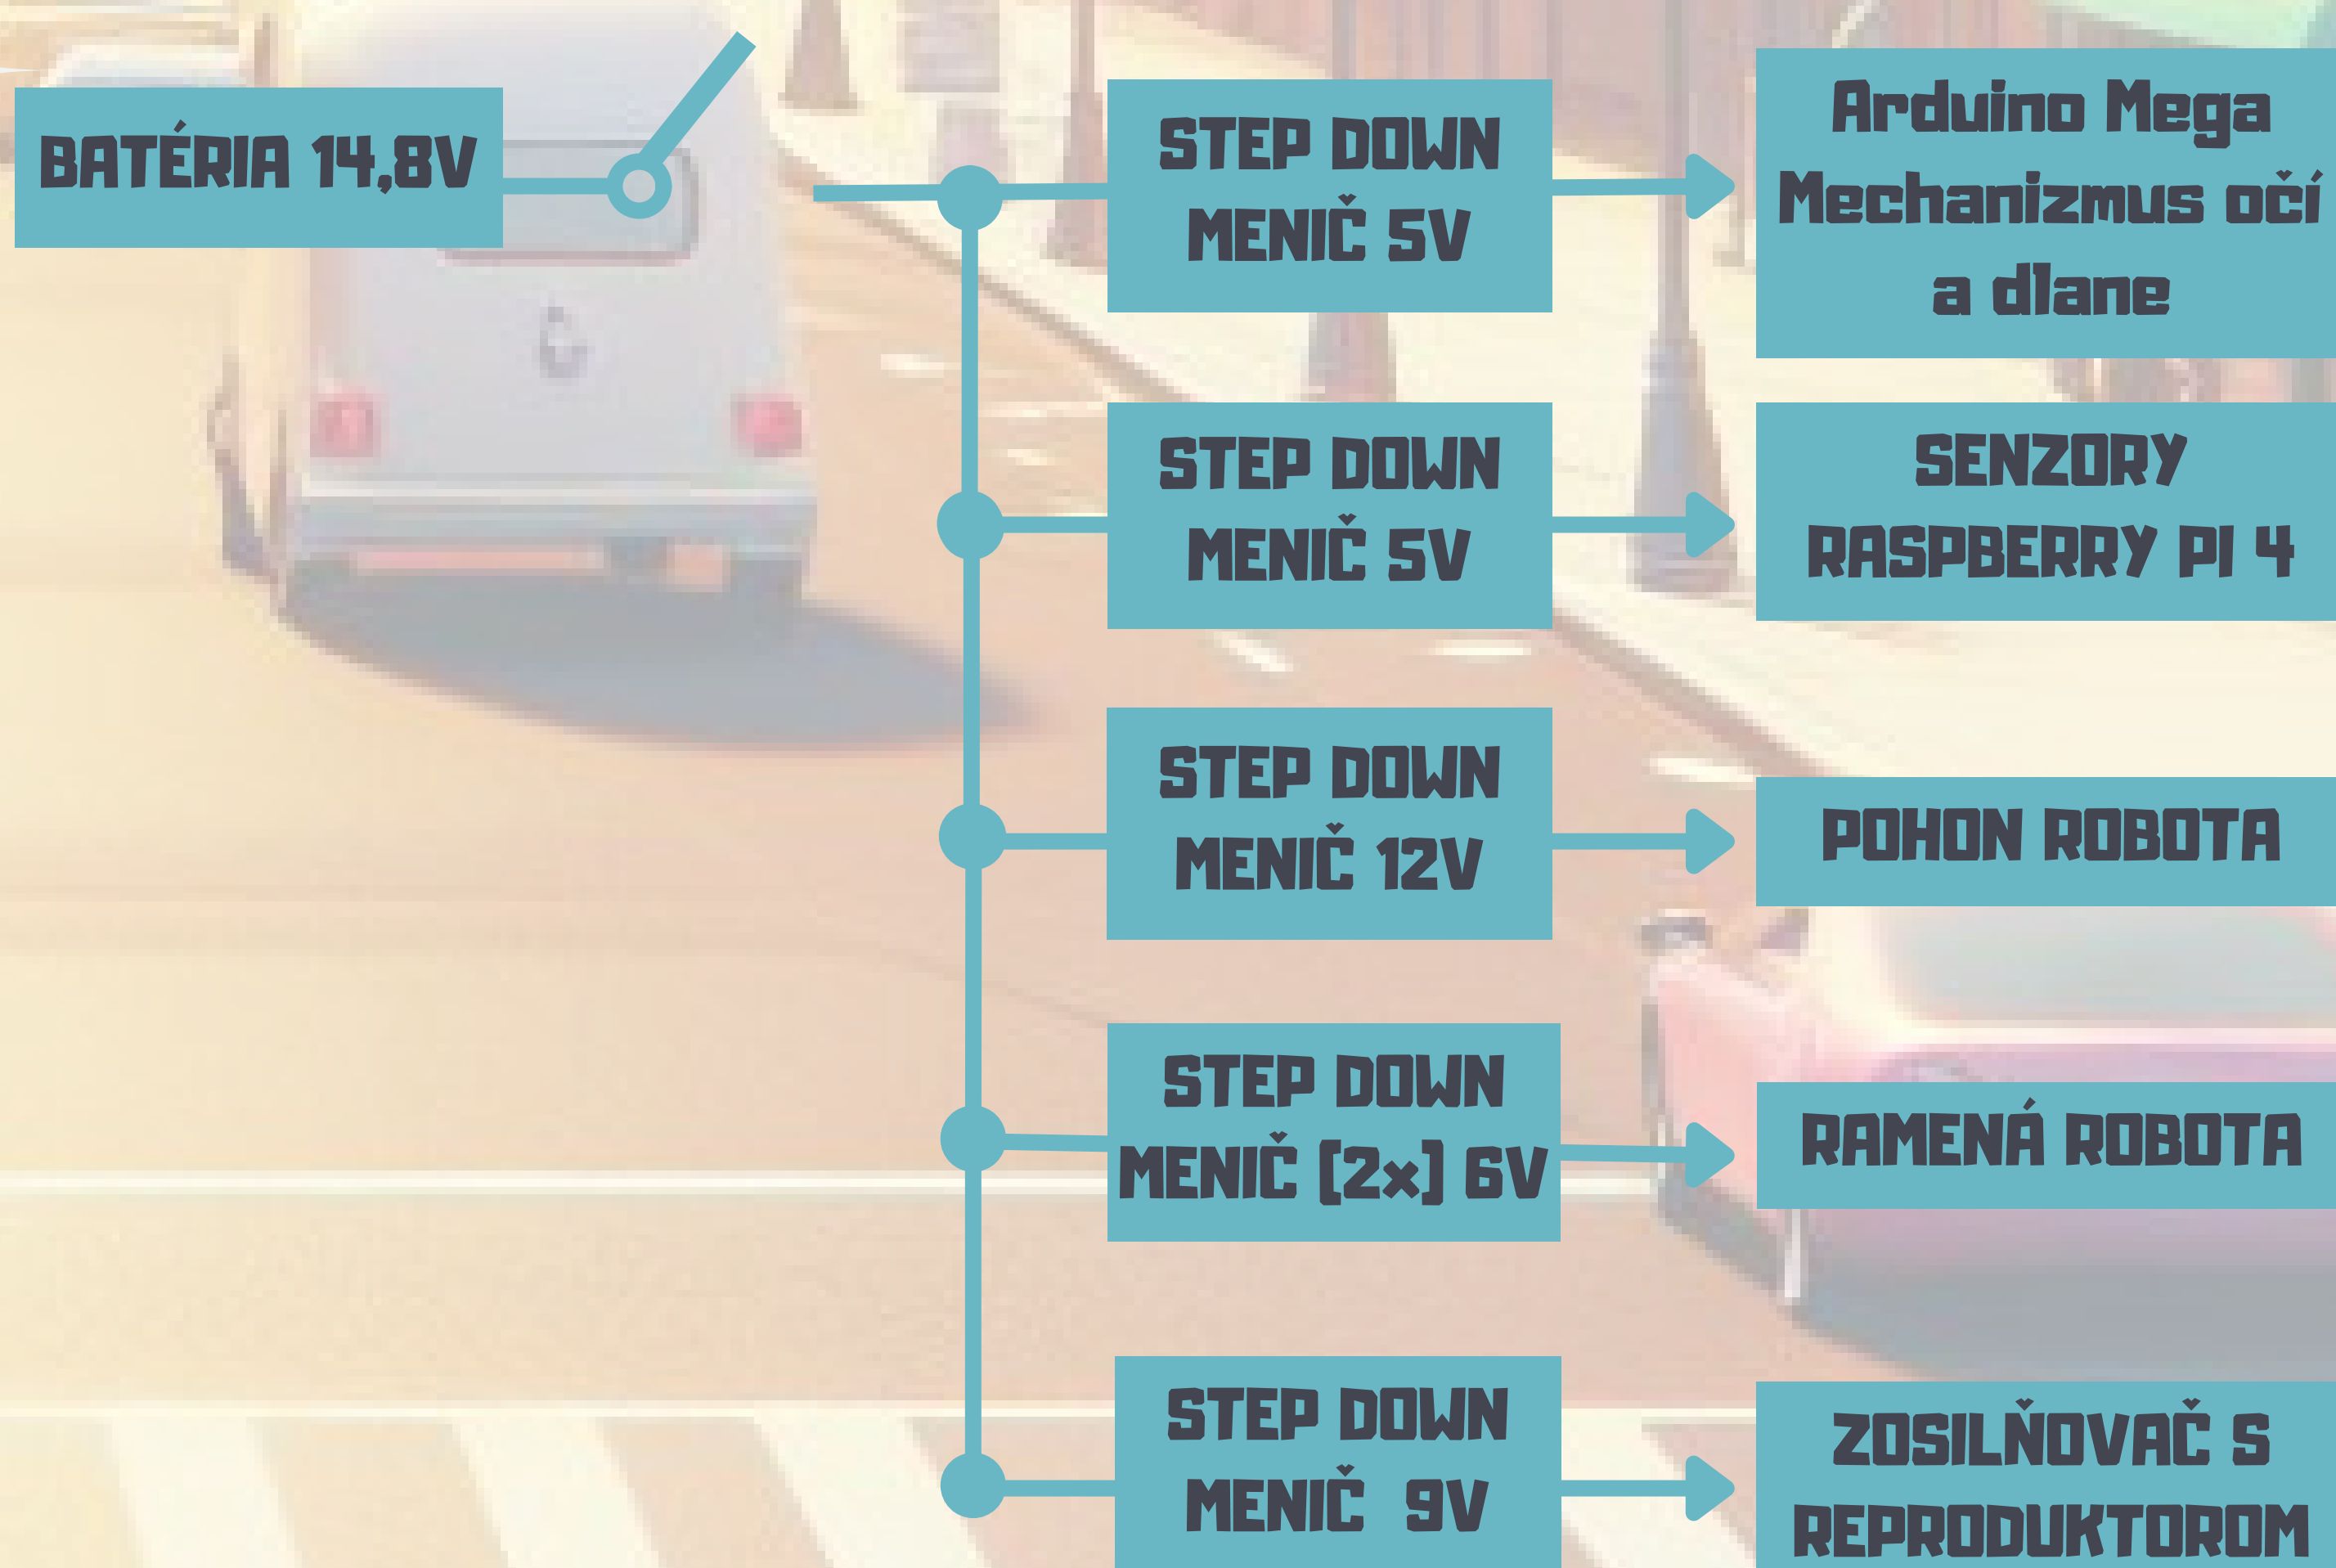 BATÉRIA 14,8V
STEP DOWN
MENIČ 5V
Arduino Mega
Mechanizmus očí
a dlane
STEP DOWN
MENIČ 5V
SENZORY
RASPBERRY PI 4
STEP DOWN
MENIČ 12V
POHON ROBOTA
STEP DOWN
MENIČ (2x) 6V
RAMENÁ ROBOTA
STEP DOWN
MENIČ 9V
ZOSILŇOVAČ S
REPRODUKTOROM